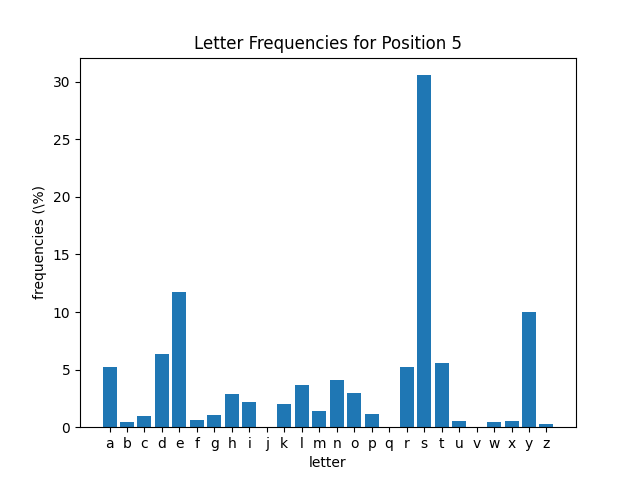 Letter Frequencies for Position 5
30
25
20
15
10
5
0
frequencies (\%)
a b c d e f g h i j k l m n o p q r s t u v w x y z
letter